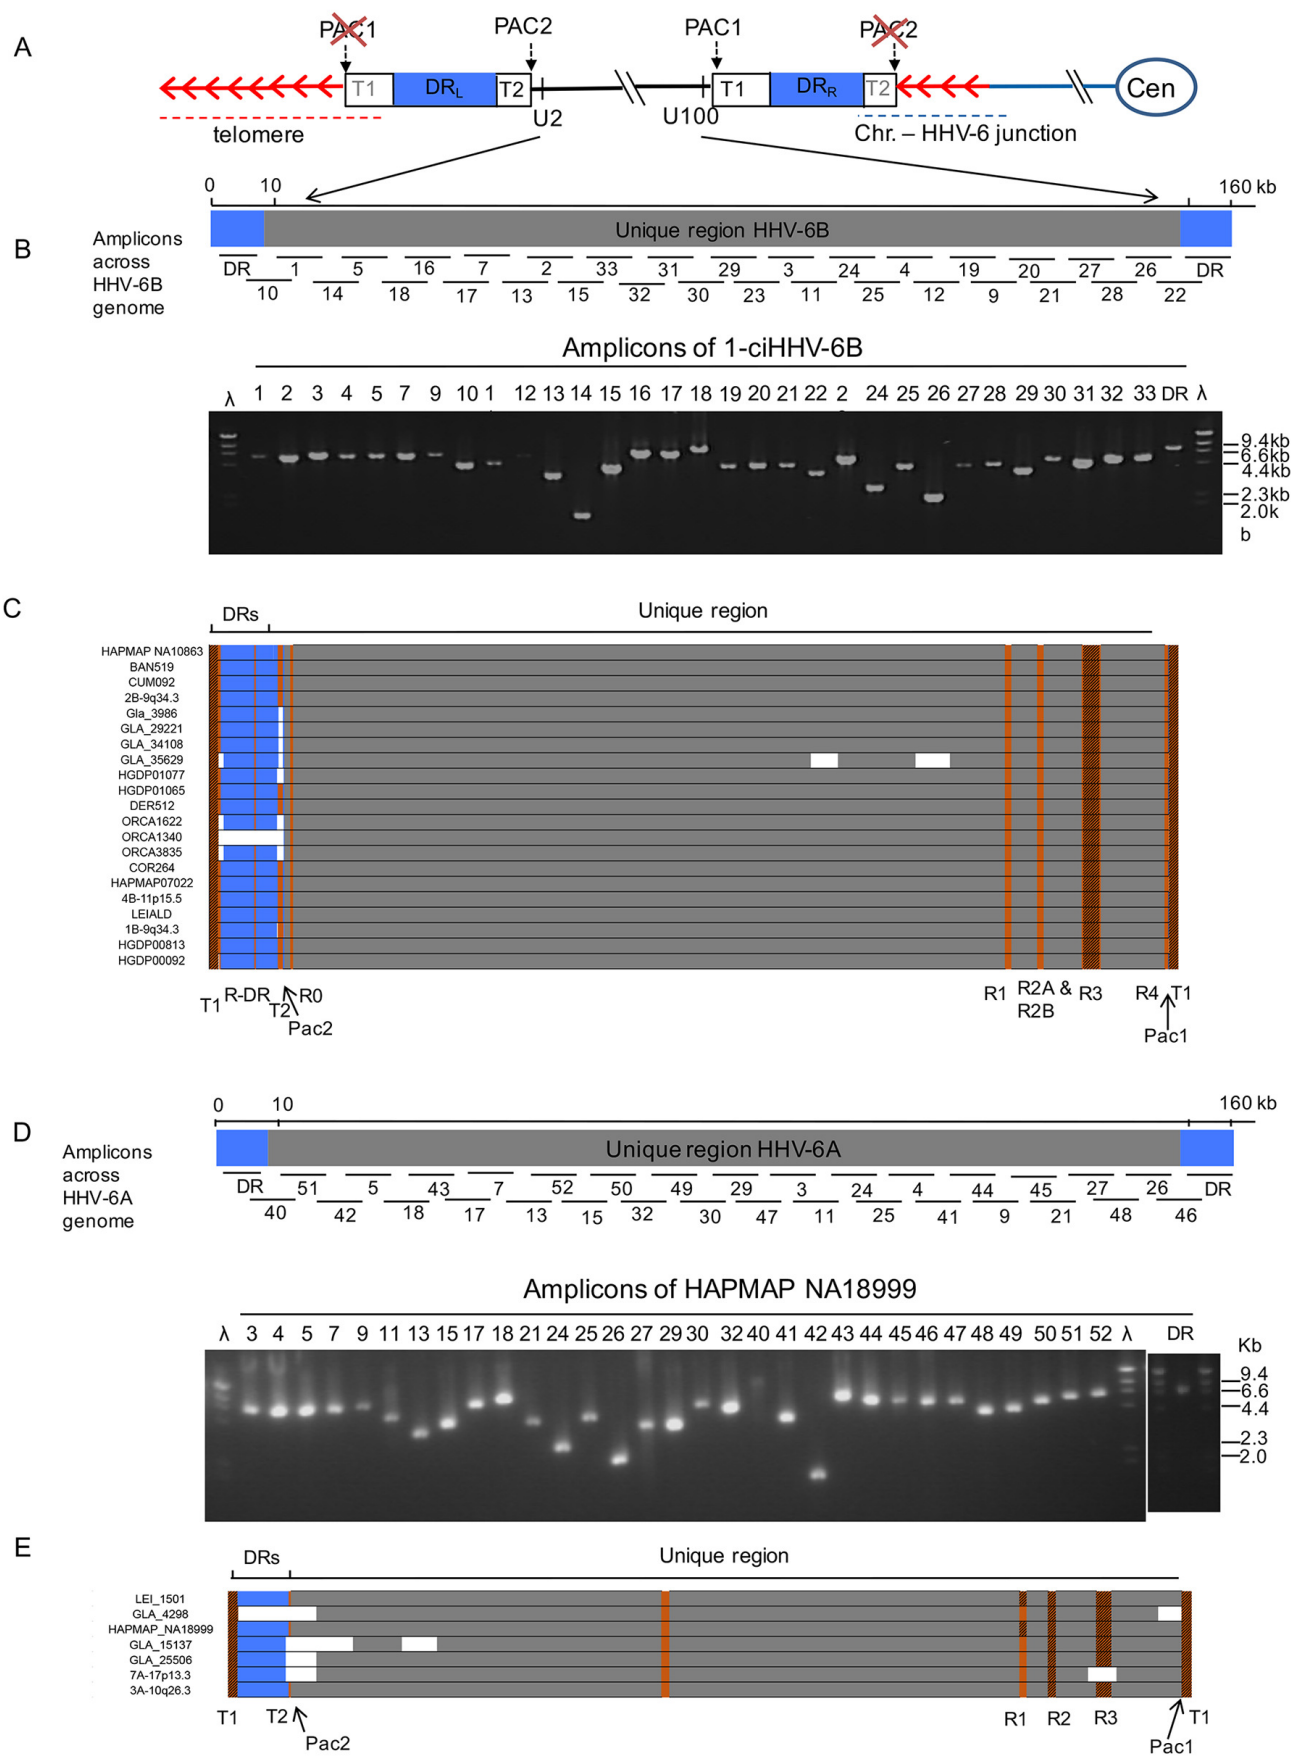 A
PAC1 PAC2 PAC1 PAC2
T1 DRL T2 T1 DRR T2 Cen
U2 U100
telomere Chr. – HHV-6 junction
0 10 160 kb
B
Unique region HHV-6B
Amplicons
across
HHV-6B
genome
DR 1 5 16 7 2 33 31 29 3 24 4 19 20 27 26 DR
10 14 18 17 13 15 32 30 23 11 25 12 9 21 28 22
Amplicons of 1-ciHHV-6B
λ 1 2 3 4 5 7 9 10 1 12 13 14 15 16 17 18 19 20 21 22 2 24 25 26 27 28 29 30 31 32 33 DR λ
9.4kb
6.6kb
4.4kb
2.3kb
2.0k
b
C
DRs Unique region
HAPMAP NA10863
BAN519
CUM092
2B-9q34.3
Gla_3986
GLA_29221
GLA_34108
GLA_35629
HGDP01077
HGDP01065
DER512
ORCA1622
ORCA1340
ORCA3835
COR264
HAPMAP07022
4B-11p15.5
LEIALD
1B-9q34.3
HGDP00813
HGDP00092
T1 R-DR T2 R0 R1 R2A & R3 R4 T1
R2B
Pac2 Pac1
0 10 160 kb
D
Unique region HHV-6A
Amplicons
across
HHV-6A
genome
DR 51 5 43 7 52 50 49 29 3 24 4 44 45 27 26 DR
40 42 18 17 13 15 32 30 47 11 25 41 9 21 48 46
Amplicons of HAPMAP NA18999
λ 3 4 5 7 9 11 13 15 17 18 21 24 25 26 27 29 30 32 40 41 42 43 44 45 46 47 48 49 50 51 52 λ DR
Kb
9.4
6.6
4.4
2.3
2.0
E
DRs Unique region
LEI_1501
GLA_4298
HAPMAP_NA18999
GLA_15137
GLA_25506
7A-17p13.3
3A-10q26.3
T1 T2 R1 R2 R3 T1
Pac2 Pac1